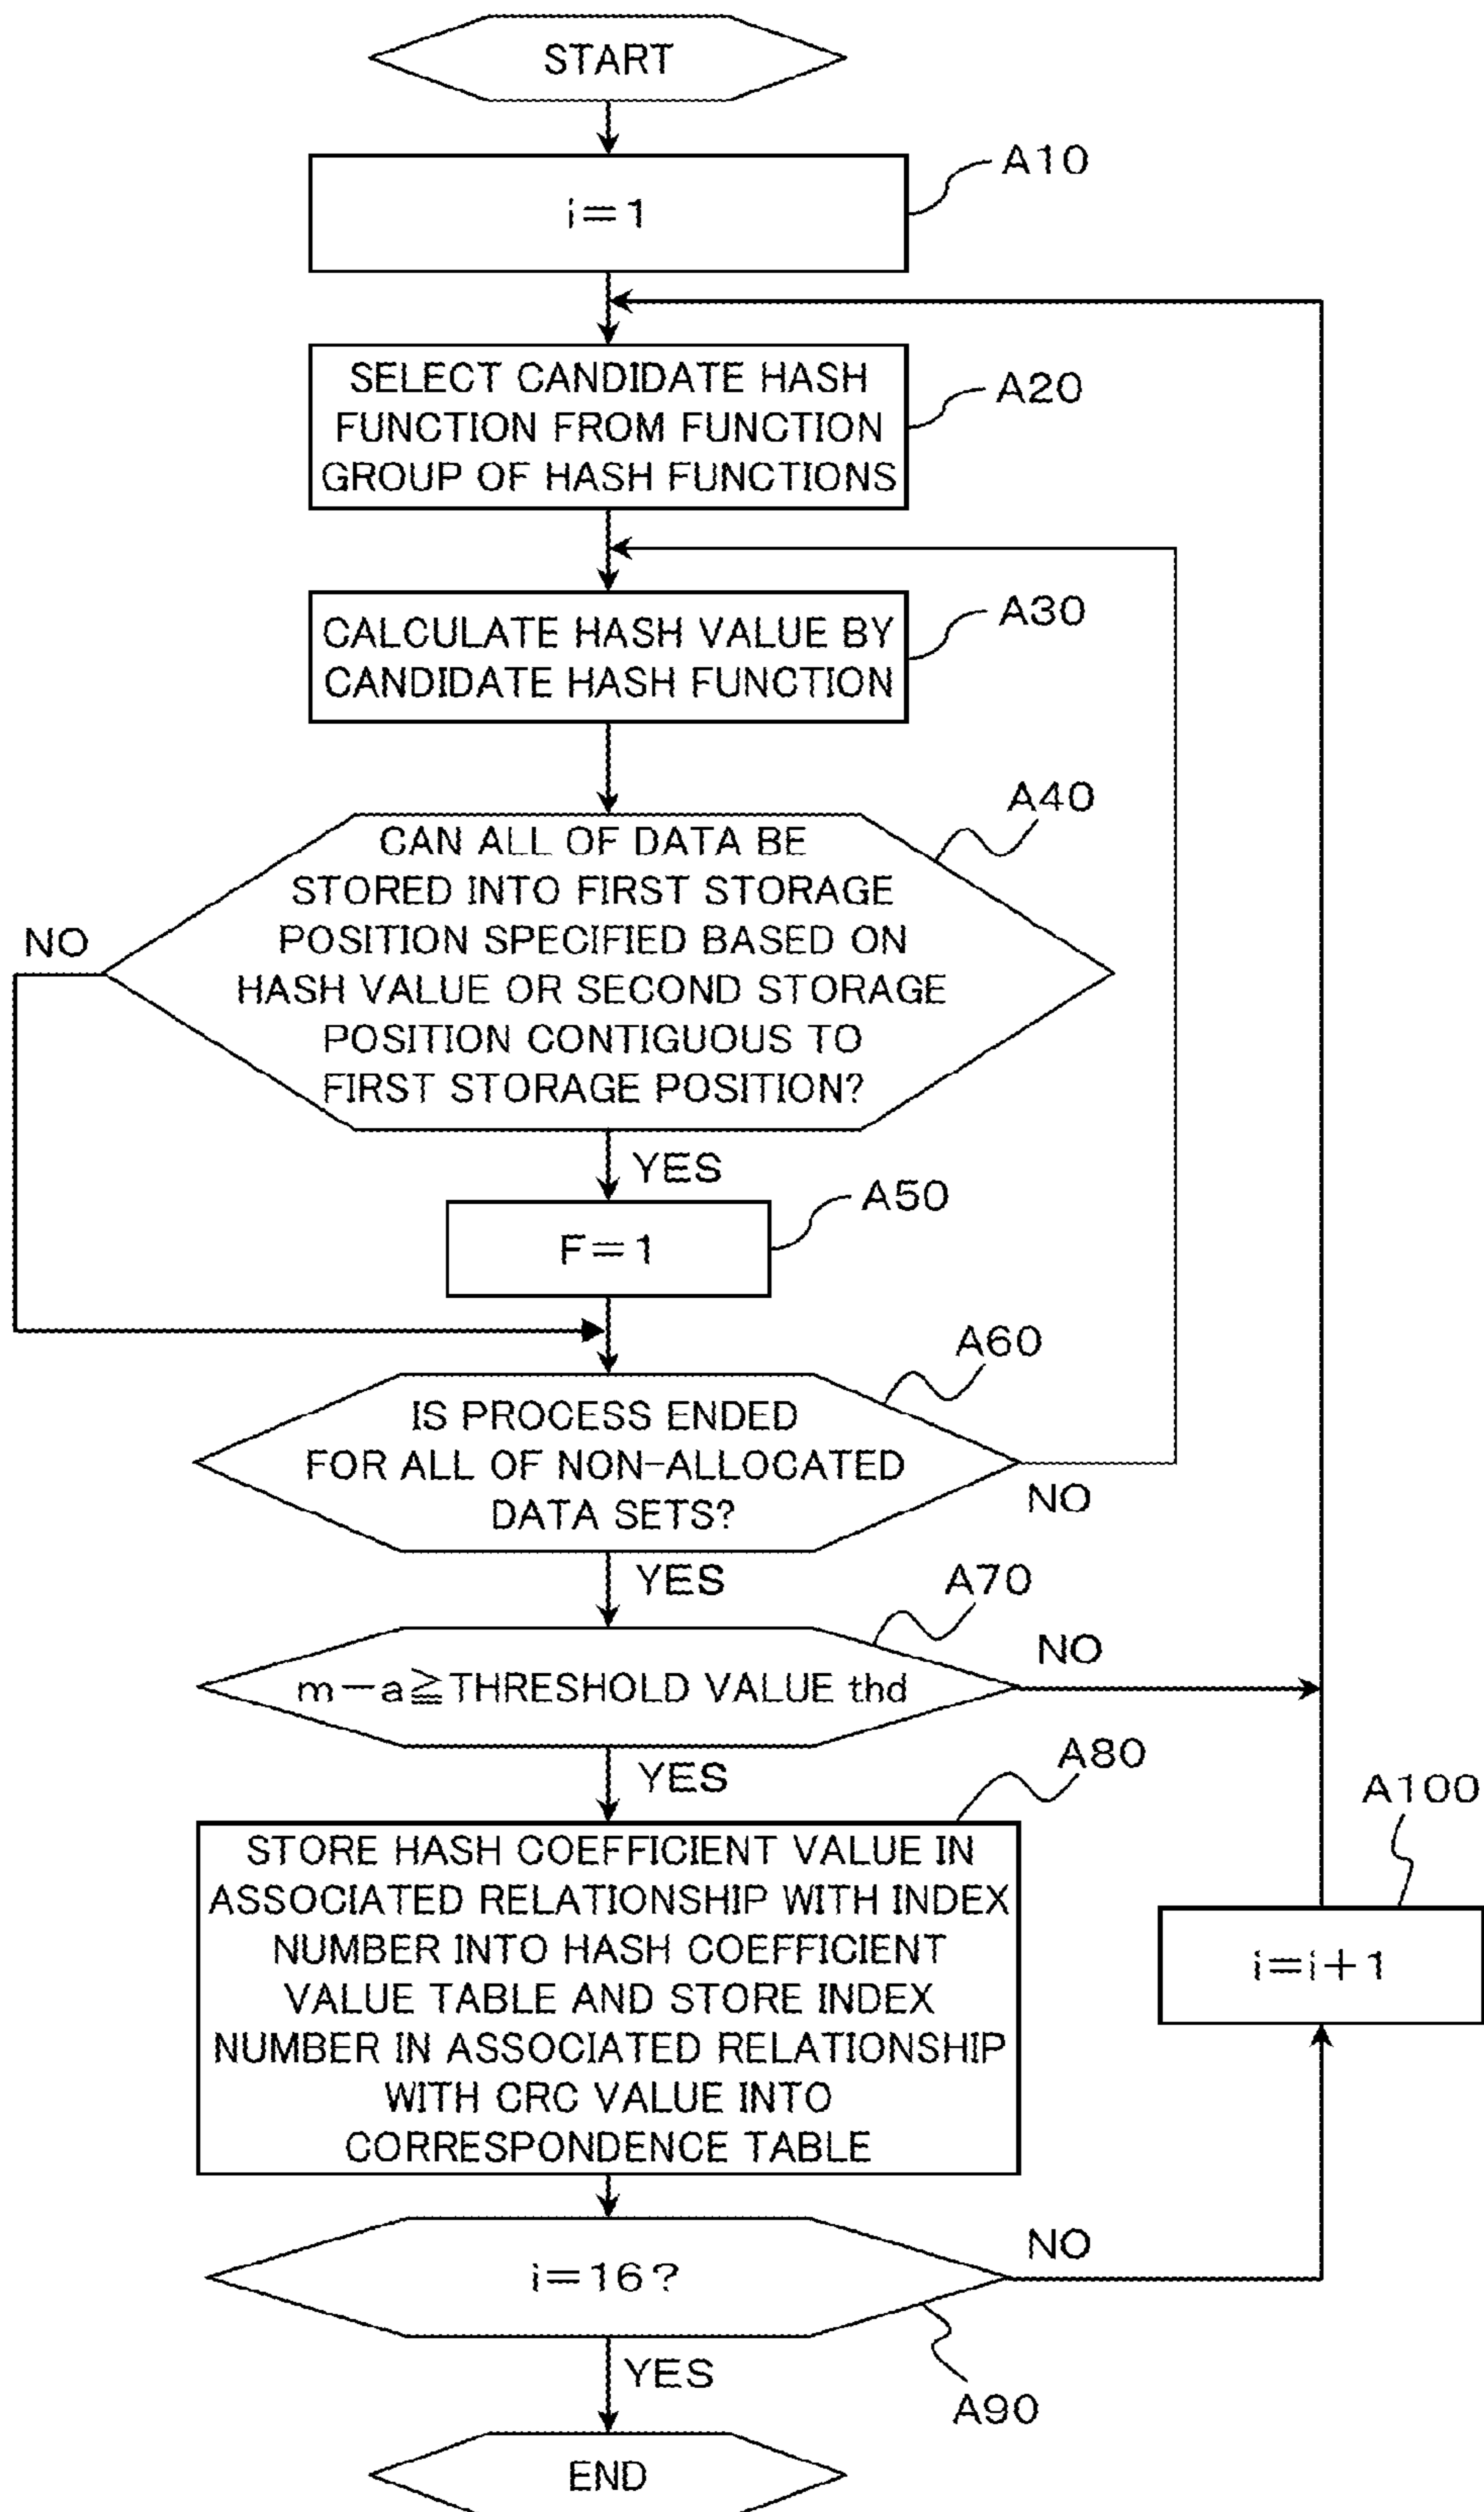 START
i=1
A10
SELECT CANDIDATE HASH
FUNCTION FROM FUNCTION
GROUP OF HASH FUNCTIONS
A20
CALCULATE HASH VALUE BY
CANDIDATE HASH FUNCTION
A30
A40
CAN ALL OF DATA BE
STORED INTO FIRST STORAGE
POSITION SPECIFIED BASED ON
HASH VALUE OR SECOND STORAGE
POSITION CONTIGUOUS TO
FIRST STORAGE POSITION?
NO
YES
F=1
A50
A60
IS PROCESS ENDED
FOR ALL OF NON-ALLOCATED
DATA SETS?
NO
YES
A70
m-a≧THRESHOLD VALUE thd
NO
YES
A80
STORE HASH COEFFICIENT VALUE IN
ASSOCIATED RELATIONSHIP WITH INDEX
NUMBER INTO HASH COEFFICIENT
VALUE TABLE AND STORE INDEX
NUMBER IN ASSOCIATED RELATIONSHIP
WITH CRC VALUE INTO
CORRESPONDENCE TABLE
A100
i=i+1
i=16?
NO
YES
A90
END